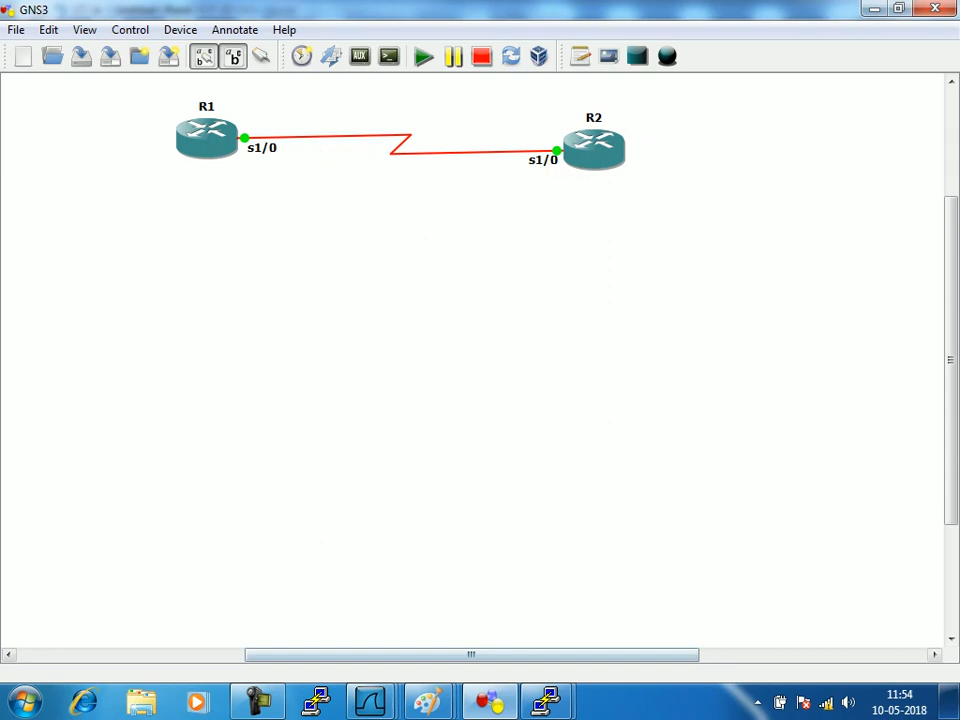 GNS3
File Edit View Control Device Annotate Help
R1
s1/0
R2
s1/0
11:54
10-05-2018